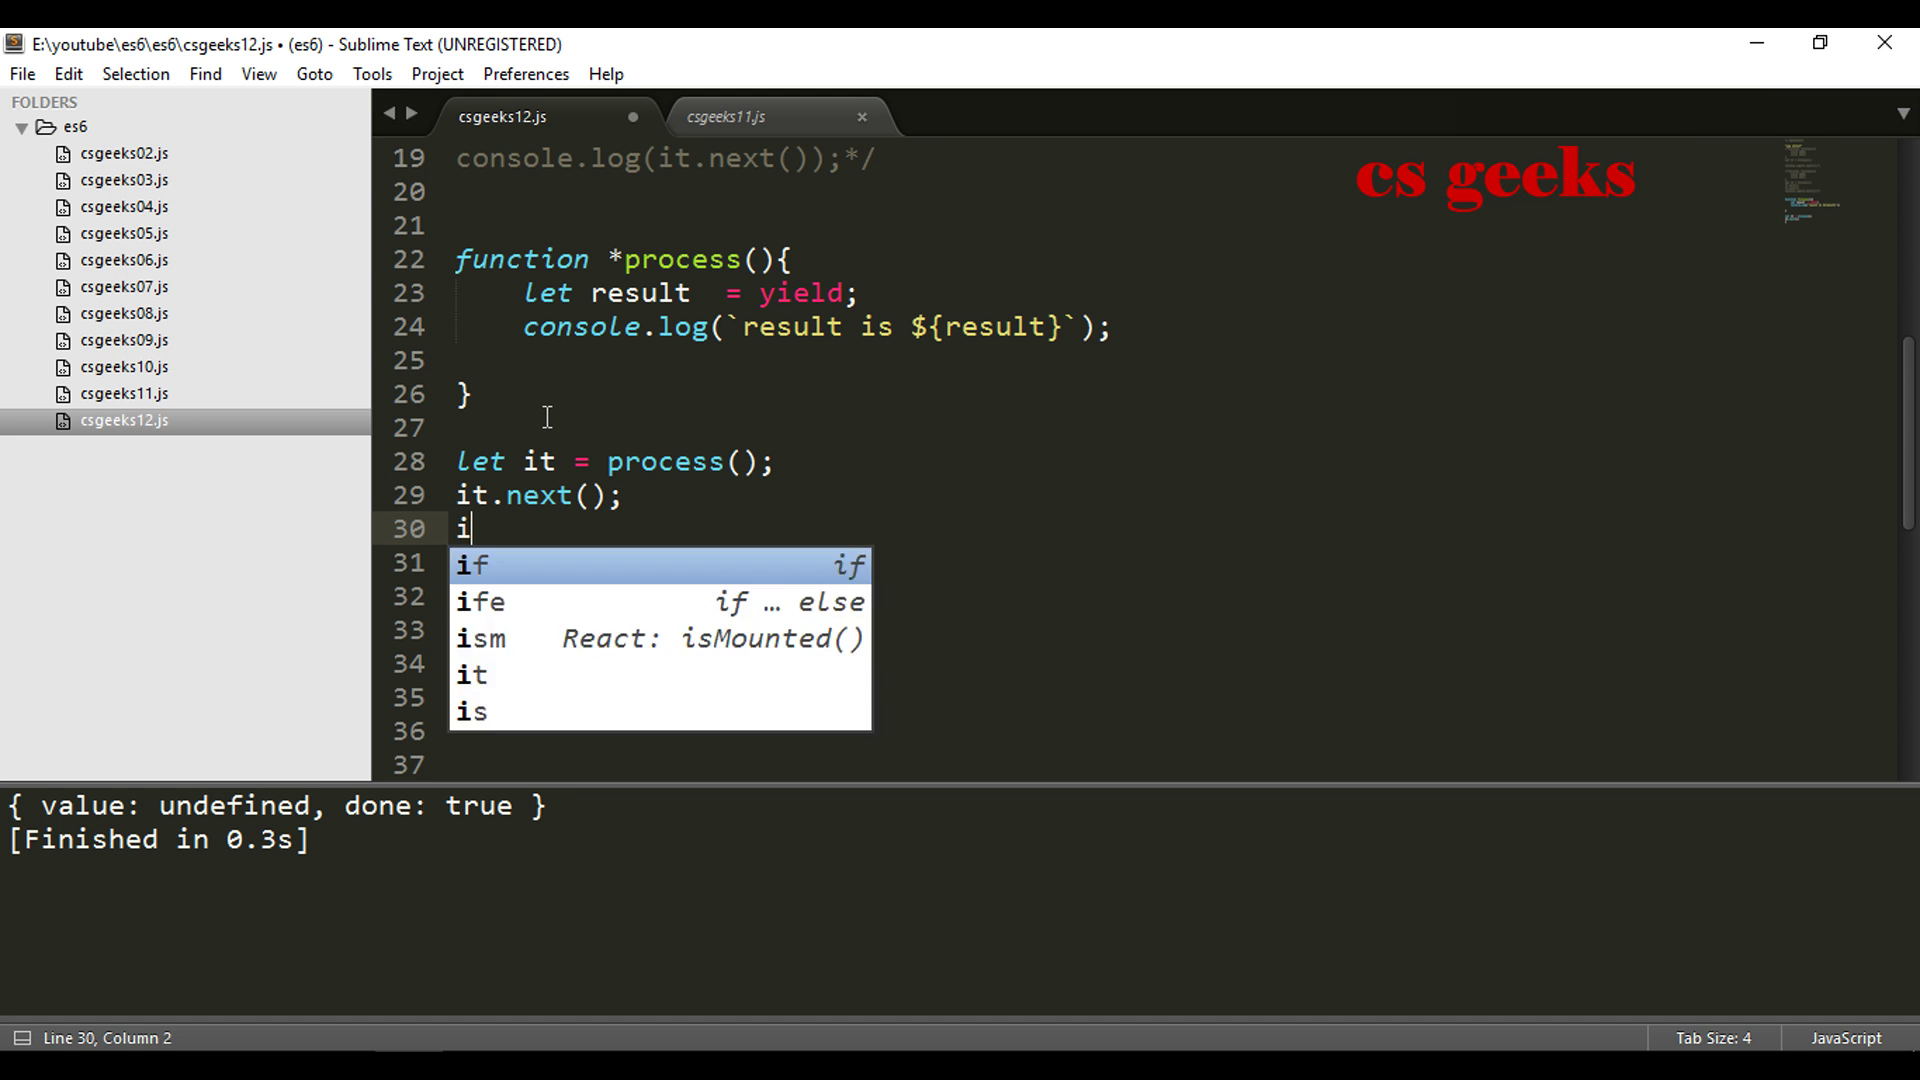 E:\youtube\es6\es6\csgeeks12.js • (es6) - Sublime Text (UNREGISTERED)
File Edit Selection Find View Goto Tools Project Preferences Help
FOLDERS
es6
csgeeks02.js
csgeeks03.js
csgeeks04.js
csgeeks05.js
csgeeks06.js
csgeeks07.js
csgeeks08.js
csgeeks09.js
csgeeks10.js
csgeeks11.js
csgeeks12.js
csgeeks12.js csgeeks11.js
cs geeks
19 console.log(it.next());*/
20
21
22 function *process(){
23 let result  = yield;
24 console.log(`result is ${result}`);
25
26 }
27
28 let it = process();
29 it.next();
30 i
31 if if
32 ife if … else
33 ism React: isMounted()
34 it
35 is
36
37
{ value: undefined, done: true }
[Finished in 0.3s]
Line 30, Column 2 Tab Size: 4 JavaScript